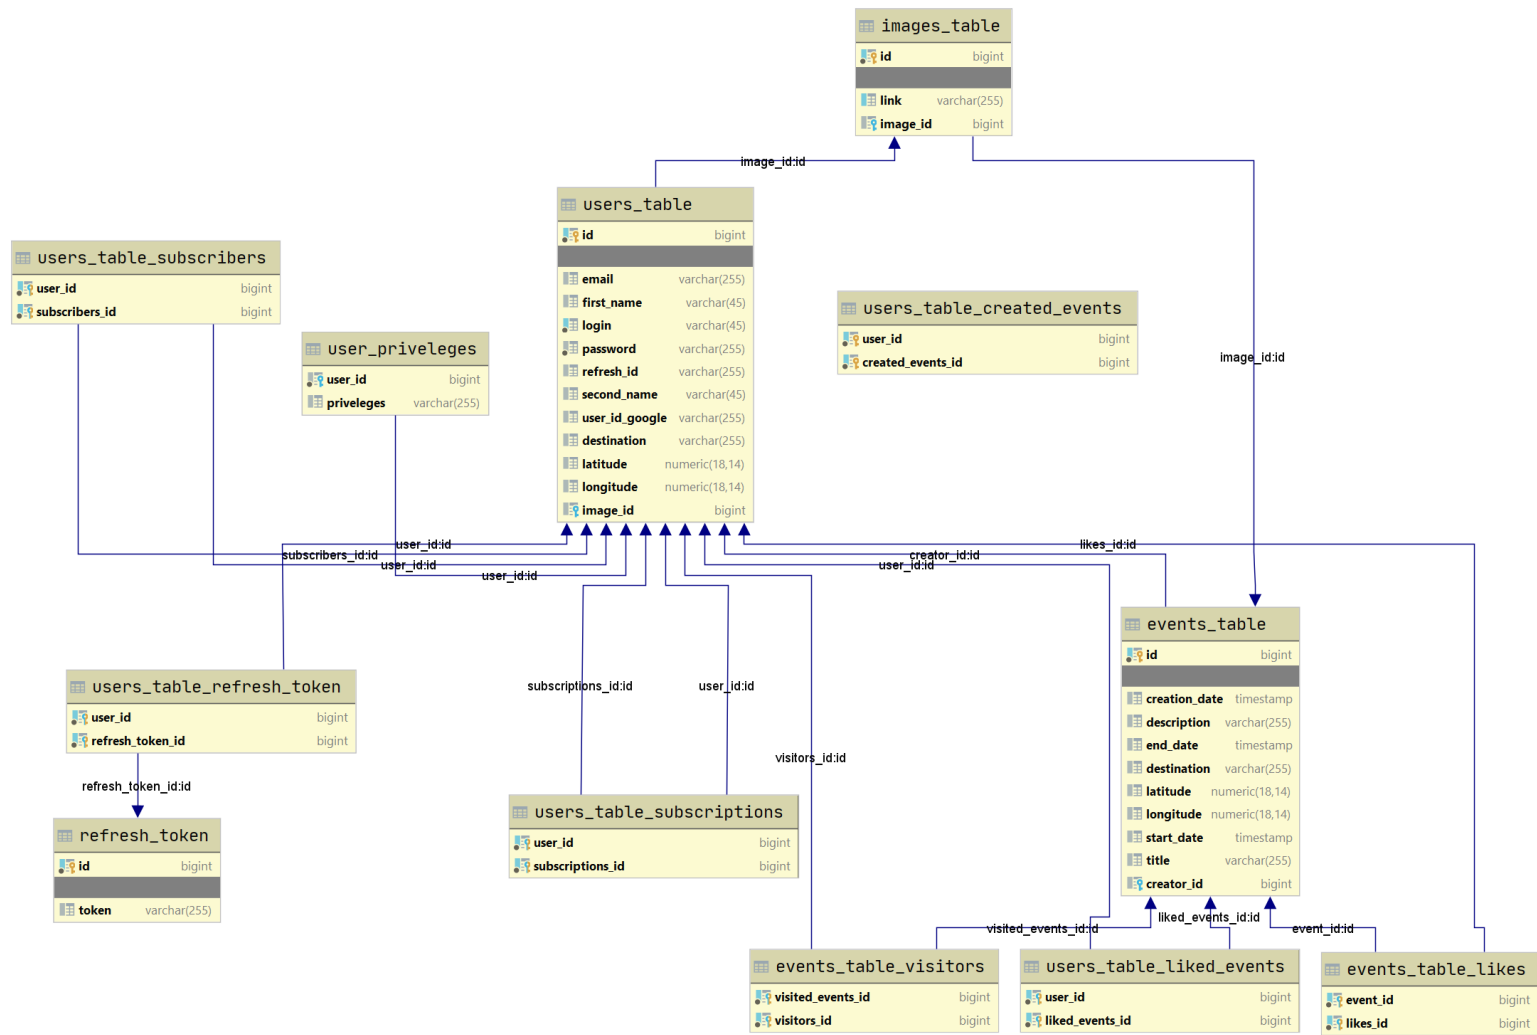 images_table
id bigint
link varchar(255)
image_id bigint
image_id:id
users_table
id bigint
email varchar(255)
first_name varchar(45)
login varchar(45)
password varchar(255)
refresh_id varchar(255)
second_name varchar(45)
user_id_google varchar(255)
destination varchar(255)
latitude numeric(18,14)
longitude numeric(18,14)
image_id bigint
users_table_subscribers
user_id bigint
subscribers_id bigint
user_priveleges
user_id bigint
priveleges varchar(255)
users_table_created_events
user_id bigint
created_events_id bigint
image_id:id
user_id:id
subscribers_id:id
user_id:id
user_id:id
likes_id:id
creator_id:id
user_id:id
events_table
id bigint
creation_date timestamp
description varchar(255)
end_date timestamp
destination varchar(255)
latitude numeric(18,14)
longitude numeric(18,14)
start_date timestamp
title varchar(255)
creator_id bigint
users_table_refresh_token
user_id bigint
refresh_token_id bigint
subscriptions_id:id
user_id:id
visitors_id:id
refresh_token_id:id
refresh_token
id bigint
token varchar(255)
users_table_subscriptions
user_id bigint
subscriptions_id bigint
visited_events_id:id
liked_events_id:id
event_id:id
events_table_visitors
visited_events_id bigint
visitors_id bigint
users_table_liked_events
user_id bigint
liked_events_id bigint
events_table_likes
event_id bigint
likes_id bigint